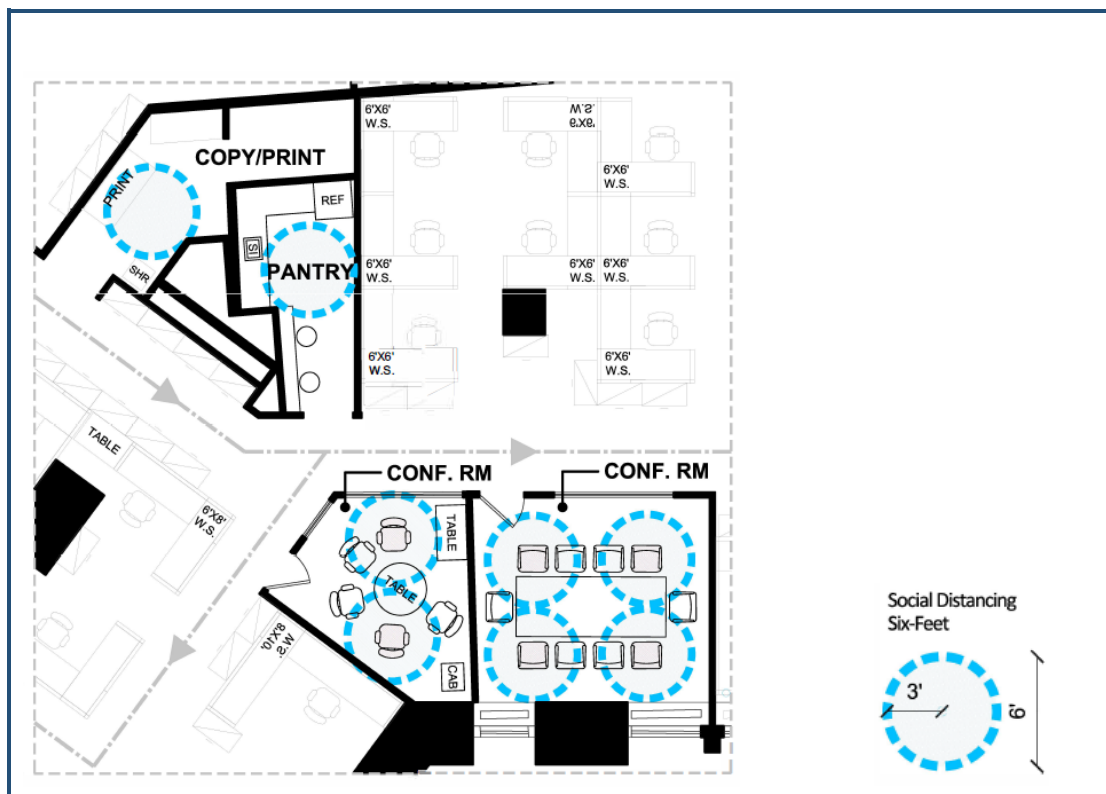 6'X6'
W.S.
6'X6'
W.S.
COPY/PRINT
PRINT
6'X6'
W.S.
REF
SI
PANTRY
SHR
6'X6'
W.S.
6'X6'
W.S.
6'X6'
W.S.
6'X6'
W.S.
6'X6'
W.S.
TABLE
CONF. RM
CONF. RM
6'X8'
W.S.
TABLE
TABLE
8'X10'
W.S.
CAB
Social Distancing
Six-Feet
3'
6'